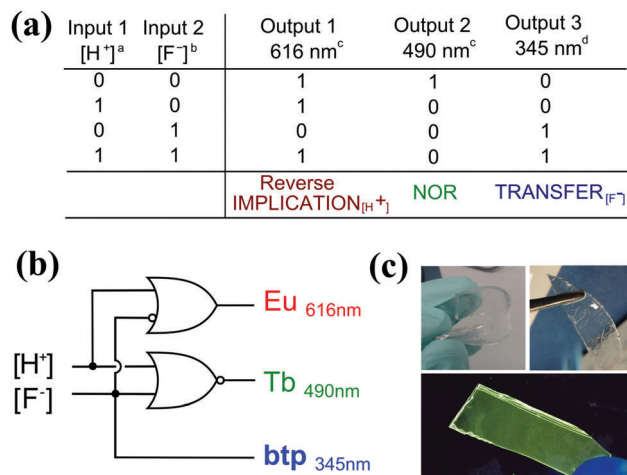 (a)
Input 1 Input 2 Output 1 Output 2 Output 3
[H⁺]ᵃ [F⁻]ᵇ 616 nmᶜ 490 nmᶜ 345 nmᵈ
0 0 1 1 0
1 0 1 0 0
0 1 0 0 1
1 1 1 0 1
Reverse
IMPLICATION[H⁺] NOR TRANSFER[F⁻]
(b)
(c)
Eu 616nm
[H⁺]
[F⁻]
Tb 490nm
btp 345nm